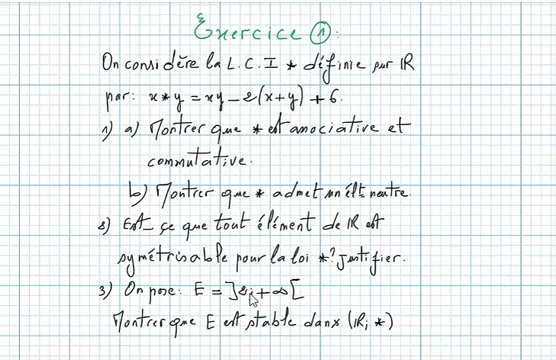 Exercice ①:
On considère la L.C.I * définie sur IR
par: x*y = xy-2(x+y)+6.
1) a) Montrer que * est associative et
commutative.
b) Montrer que * admet un élt neutre.
2) Est-ce que tout élément de IR est
symétrisable pour la loi *? Justifier.
3) On pose: E = ]2;+∞[
Montrer que E est stable dans (IR; *)